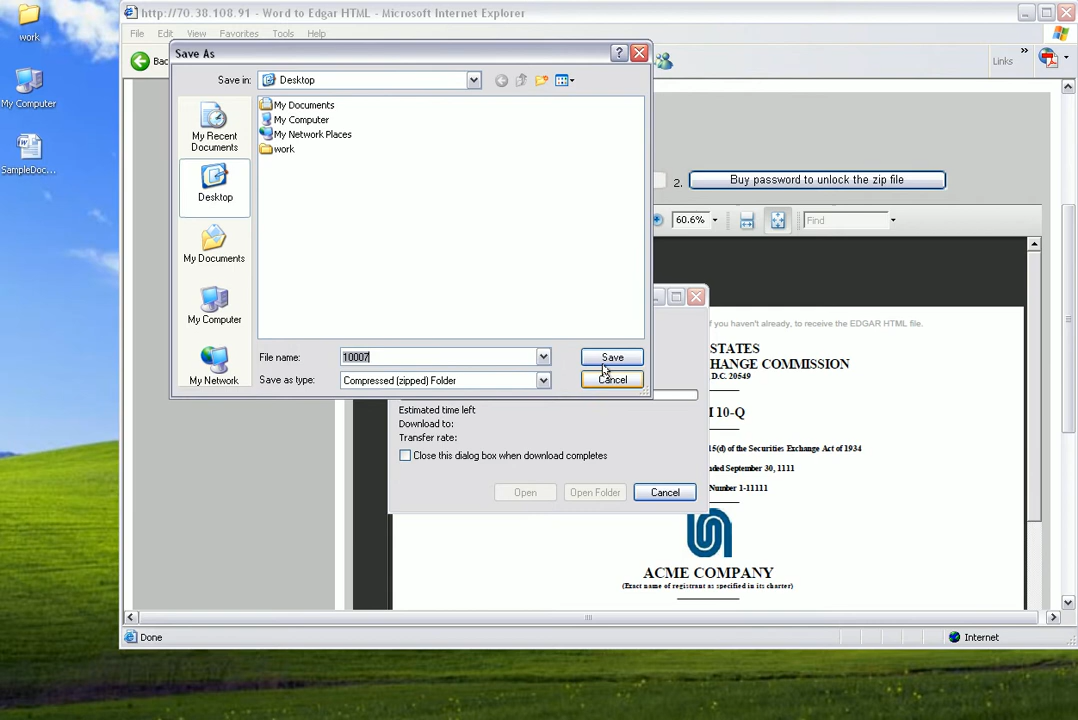 work
My Computer
SampleDoc...
http://70.38.108.91 - Word to Edgar HTML - Microsoft Internet Explorer
File Edit View Favorites Tools Help
Links »
Save As
Save in: Desktop
My Recent Documents
Desktop
My Documents
My Computer
My Network
My Documents
My Computer
My Network Places
work
File name: 10007 Save
Save as type: Compressed (zipped) Folder Cancel
2. Buy password to unlock the zip file
60.6% Find
if you haven't already, to receive the EDGAR HTML file.
STATES
HANGE COMMISSION
D.C. 20549
10-Q
15(d) of the Securities Exchange Act of 1934
nded September 30, 1111
Number 1-11111
ACME COMPANY
(Exact name of registrant as specified in its charter)
Estimated time left
Download to:
Transfer rate:
Close this dialog box when download completes
Open Open Folder Cancel
Done Internet